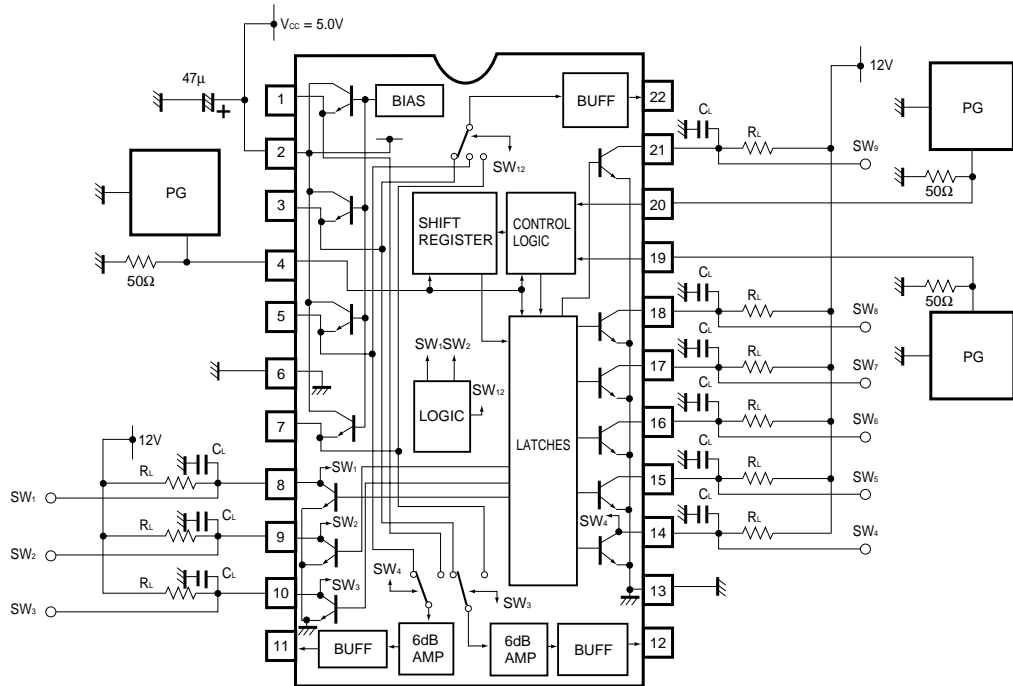 Vcc = 5.0V
47μ
+
12V
1
BIAS
BUFF
22
PG
CL
RL
21
SW9
2
SW12
PG
50Ω
3
SHIFT REGISTER
CONTROL LOGIC
20
4
19
50Ω
50Ω
CL
RL
18
SW8
5
SW1 SW2
PG
CL
RL
17
SW7
6
SW12
LOGIC
CL
RL
16
SW6
7
LATCHES
12V
CL
RL
8
SW1
SW1
CL
RL
15
SW5
CL
RL
9
SW2
SW2
SW4
CL
RL
14
SW4
CL
RL
10
SW3
SW3
SW4
SW3
13
11
BUFF
6dB AMP
6dB AMP
BUFF
12